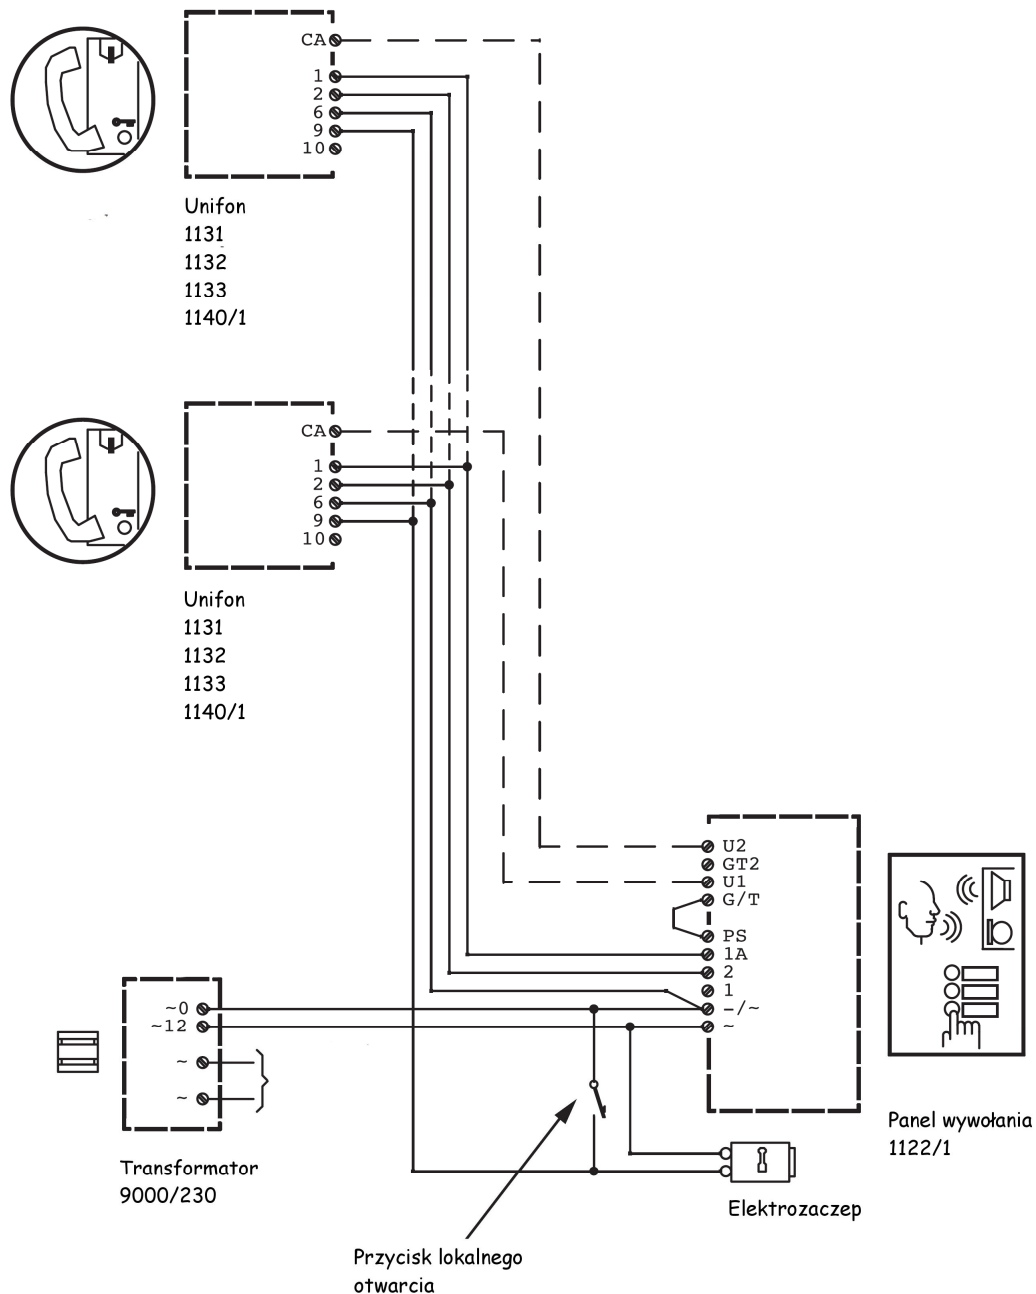 CA
1
2
6
9
10
Unifon
1131
1132
1133
1140/1
CA
1
2
6
9
10
Unifon
1131
1132
1133
1140/1
U2
GT2
U1
G/T
PS
1A
2
1
-/~
~
~0
~12
~
~
Panel wywołania
1122/1
Transformator
9000/230
Elektrozaczep
Przycisk lokalnego
otwarcia